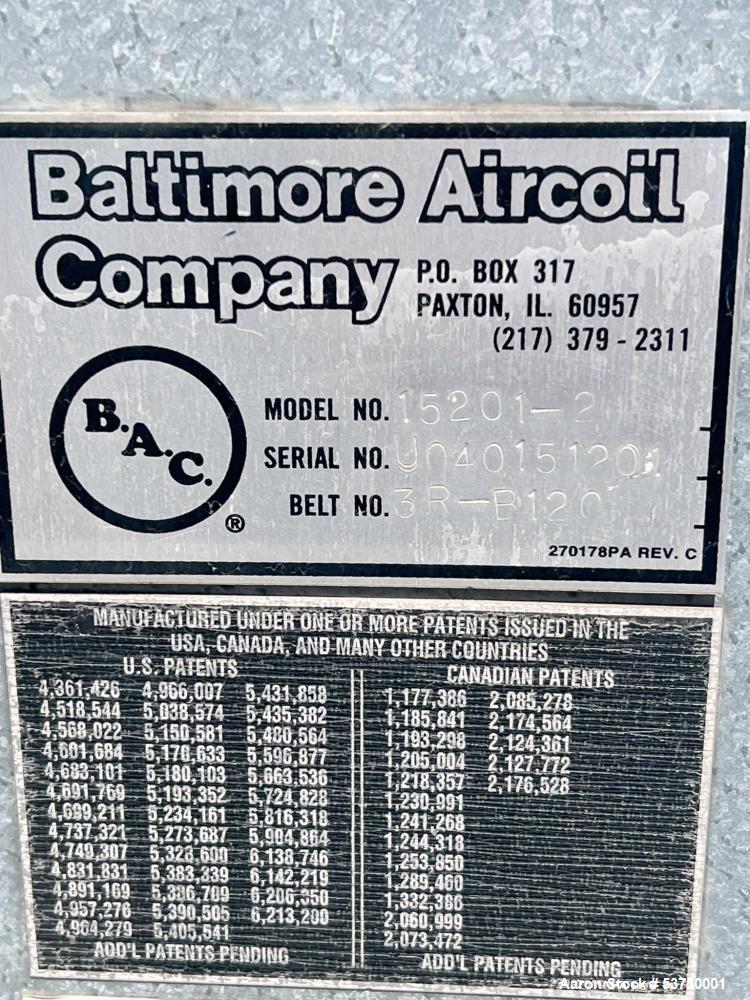 Baltimore Aircoil
Company
P.O. BOX 317
PAXTON, IL. 60957
(217) 379-2311
B.A.C.
®
MODEL NO. 15201-2
SERIAL NO. U040151201
BELT NO. 3R-B120
270178PA REV. C
MANUFACTURED UNDER ONE OR MORE PATENTS ISSUED IN THE
USA, CANADA, AND MANY OTHER COUNTRIES
U.S. PATENTS
4,361,426 4,966,007 5,431,858
4,518,544 5,038,574 5,435,382
4,568,022 5,150,581 5,480,564
4,601,684 5,170,633 5,596,877
4,683,101 5,180,103 5,663,536
4,691,769 5,193,352 5,724,828
4,699,211 5,234,161 5,816,318
4,737,321 5,273,687 5,904,864
4,749,307 5,328,600 6,138,746
4,831,831 5,383,339 6,142,219
4,891,169 5,386,709 6,206,350
4,957,276 5,390,505 6,213,200
4,964,279 5,405,541
ADD'L PATENTS PENDING
CANADIAN PATENTS
1,177,386 2,085,278
1,185,841 2,174,564
1,193,298 2,124,361
1,205,004 2,127,772
1,218,357 2,176,528
1,230,991
1,241,268
1,244,318
1,253,850
1,289,460
1,332,366
2,060,999
2,073,472
ADD'L PATENTS PENDING
Aaron Stock # 53750001